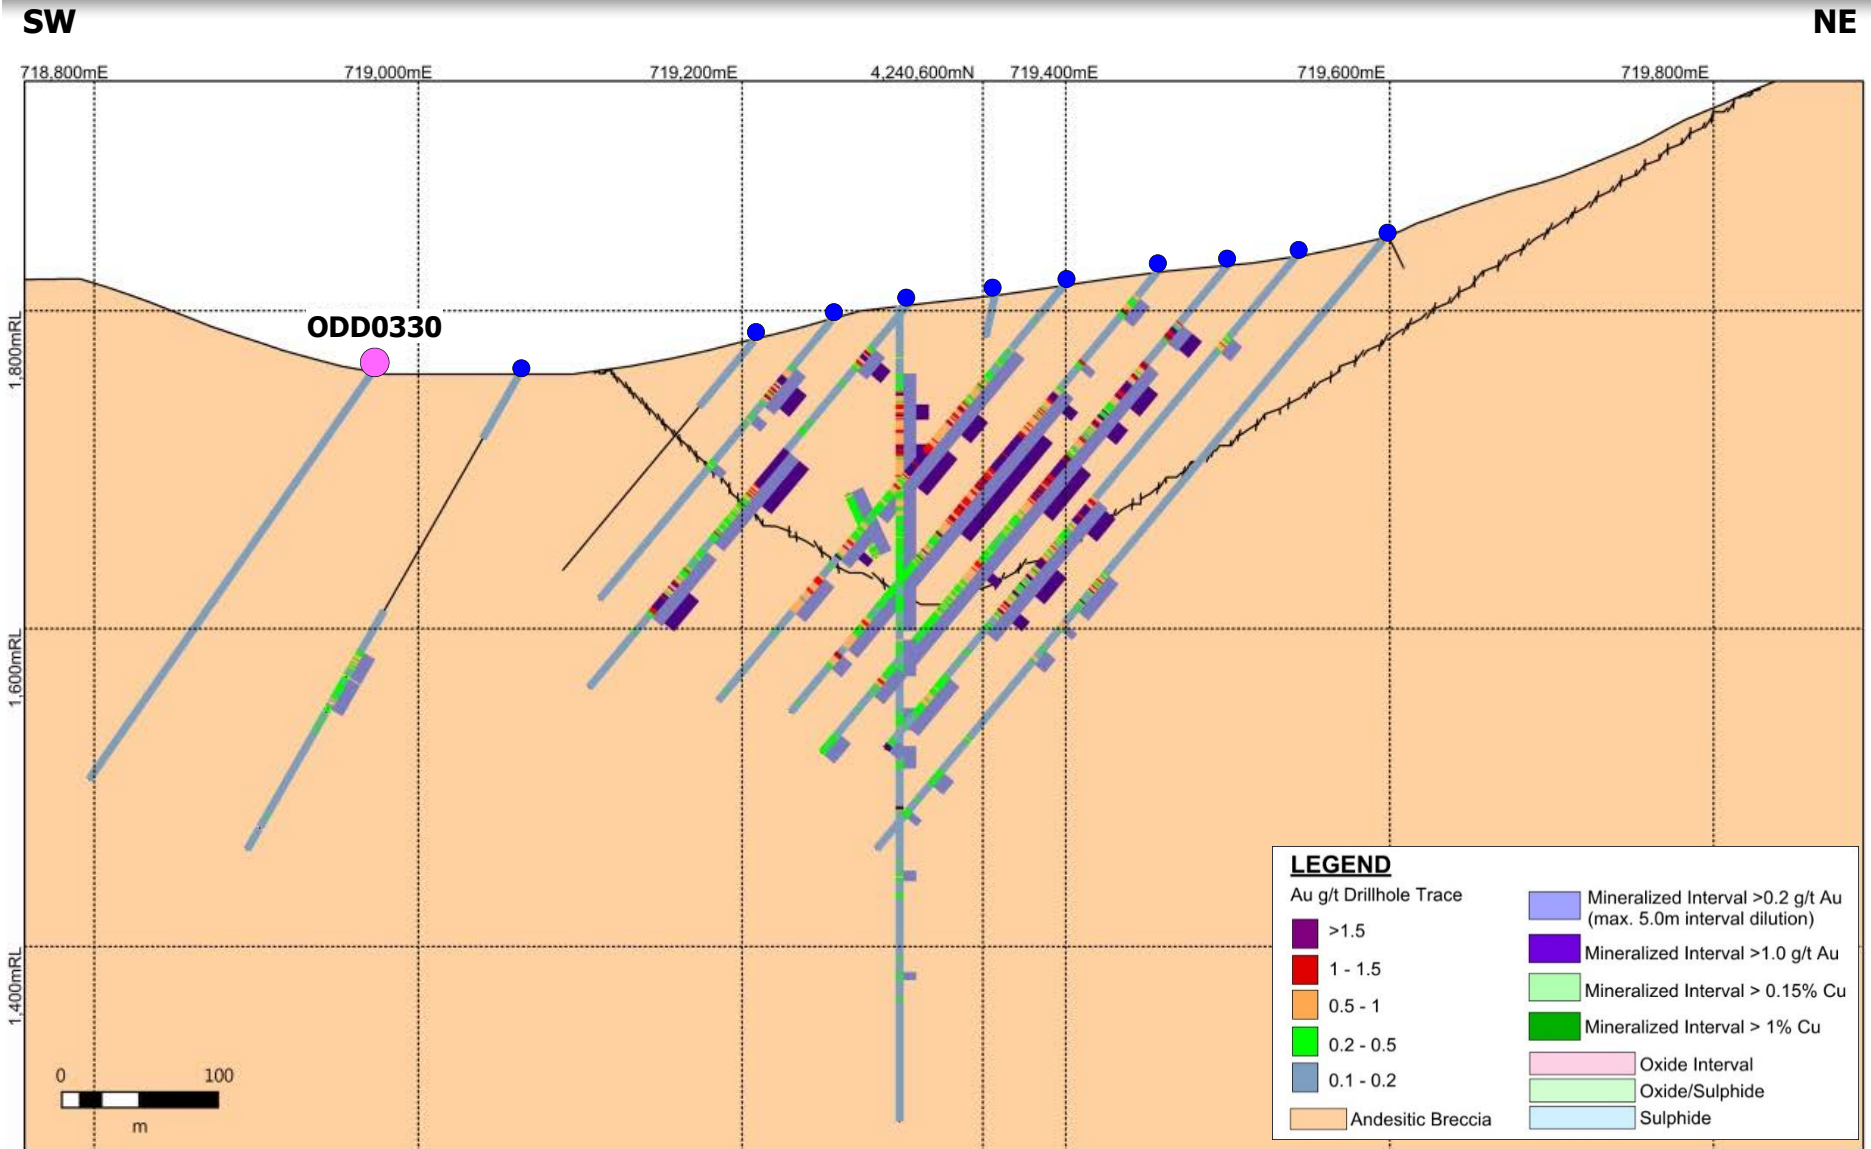 SW
NE
718,800mE
719,000mE
719,200mE
4,240,600mN
719,400mE
719,600mE
719,800mE
1,800mRL
1,600mRL
1,400mRL
ODD0330
0
100
m
LEGEND
Au g/t Drillhole Trace
>1.5
1 - 1.5
0.5 - 1
0.2 - 0.5
0.1 - 0.2
Andesitic Breccia
Mineralized Interval >0.2 g/t Au
(max. 5.0m interval dilution)
Mineralized Interval >1.0 g/t Au
Mineralized Interval > 0.15% Cu
Mineralized Interval > 1% Cu
Oxide Interval
Oxide/Sulphide
Sulphide